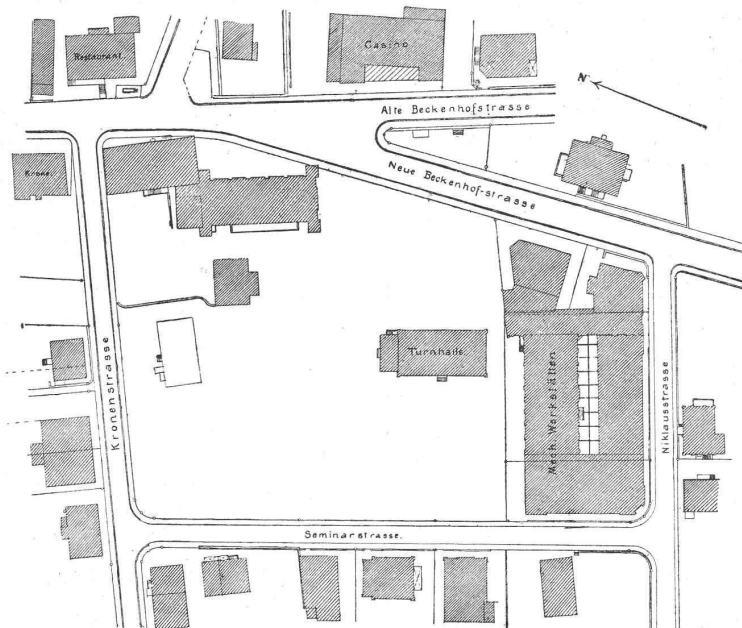 Casino
Restaurant
N
Alte Beckenhofstrasse
Neue Beckenhof-strasse
Krone.
Turnhalle.
Mech. Werkstätten
Kronenstrasse
Niklausstrasse
Seminarstrasse.